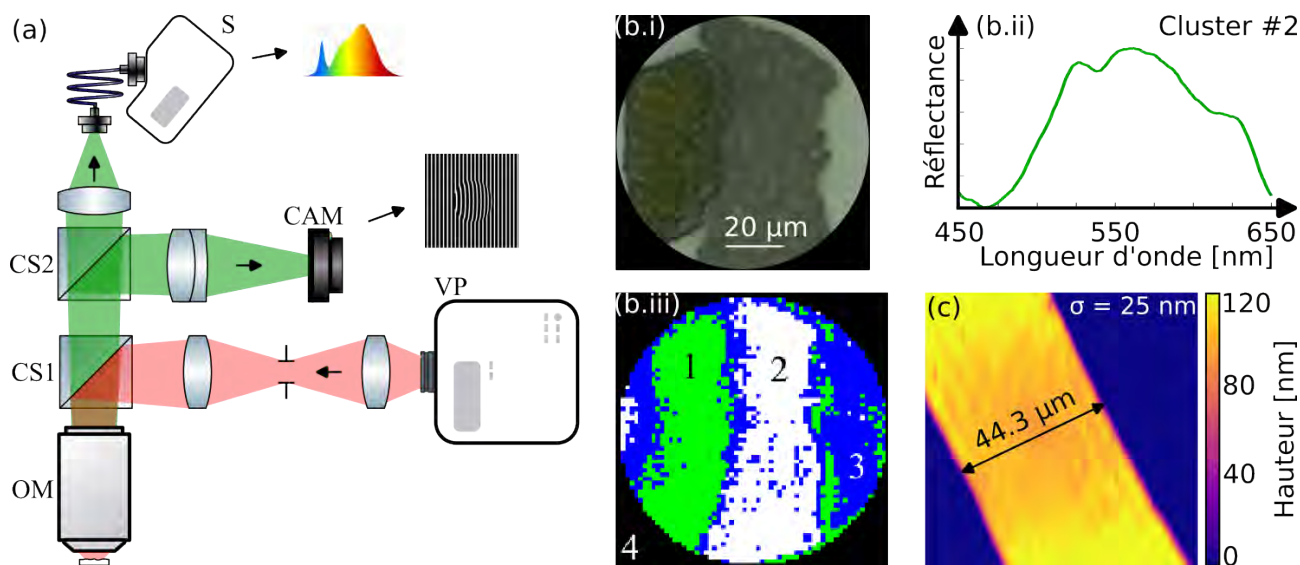 (a)
S
CAM
CS2
VP
CS1
OM
(b.i)
20 μm
(b.ii)
Cluster #2
Réflectance
450
550
650
Longueur d'onde [nm]
(b.iii)
1
2
3
4
(c)
σ = 25 nm
44.3 μm
120
80
40
0
Hauteur [nm]